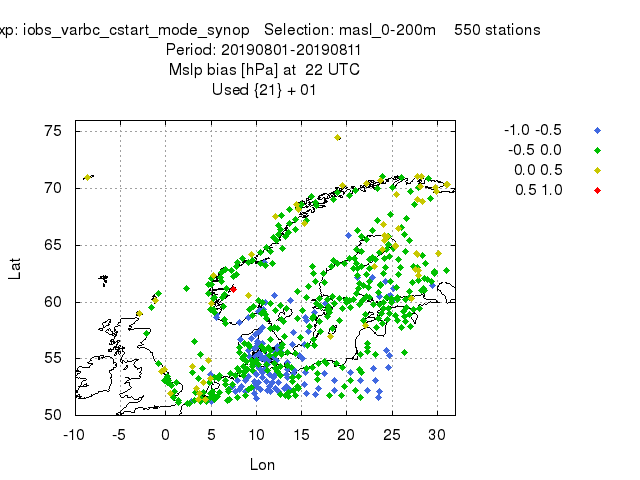 xp: iobs_varbc_cstart_mode_synop Selection: masl_0-200m 550 stations
Period: 20190801-20190811
Mslp bias [hPa] at 22 UTC
Used {21} + 01
-1.0 -0.5
-0.5 0.0
0.0 0.5
0.5 1.0
Lat
75
70
65
60
55
50
-10 -5 0 5 10 15 20 25 30
Lon